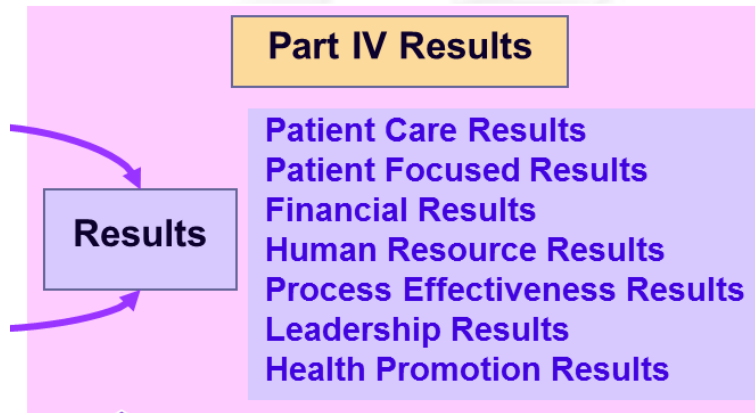 Part IV Results
Results
Patient Care Results
Patient Focused Results
Financial Results
Human Resource Results
Process Effectiveness Results
Leadership Results
Health Promotion Results